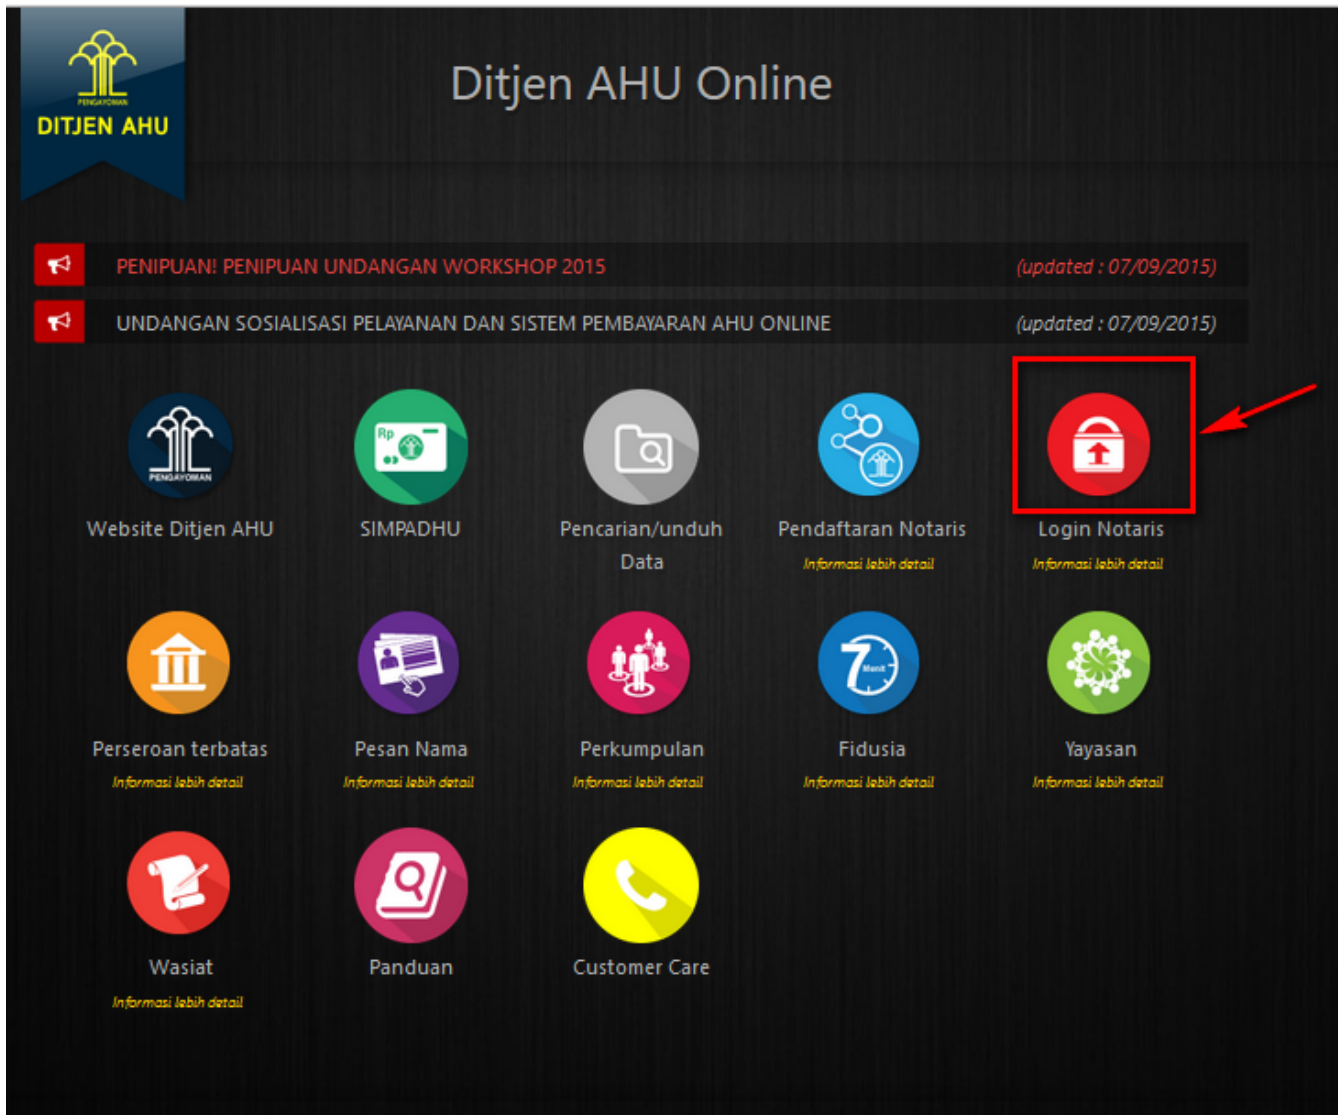 PENGAYOMAN
DITJEN AHU
Ditjen AHU Online
PENIPUAN! PENIPUAN UNDANGAN WORKSHOP 2015 (updated : 07/09/2015)
UNDANGAN SOSIALISASI PELAYANAN DAN SISTEM PEMBAYARAN AHU ONLINE (updated : 07/09/2015)
PENGAYOMAN
Rp
Website Ditjen AHU
SIMPADHU
Pencarian/unduh
Data
Pendaftaran Notaris
Informasi lebih detail
Login Notaris
Informasi lebih detail
7 Menit
Perseroan terbatas
Informasi lebih detail
Pesan Nama
Informasi lebih detail
Perkumpulan
Informasi lebih detail
Fidusia
Informasi lebih detail
Yayasan
Informasi lebih detail
Wasiat
Informasi lebih detail
Panduan
Customer Care